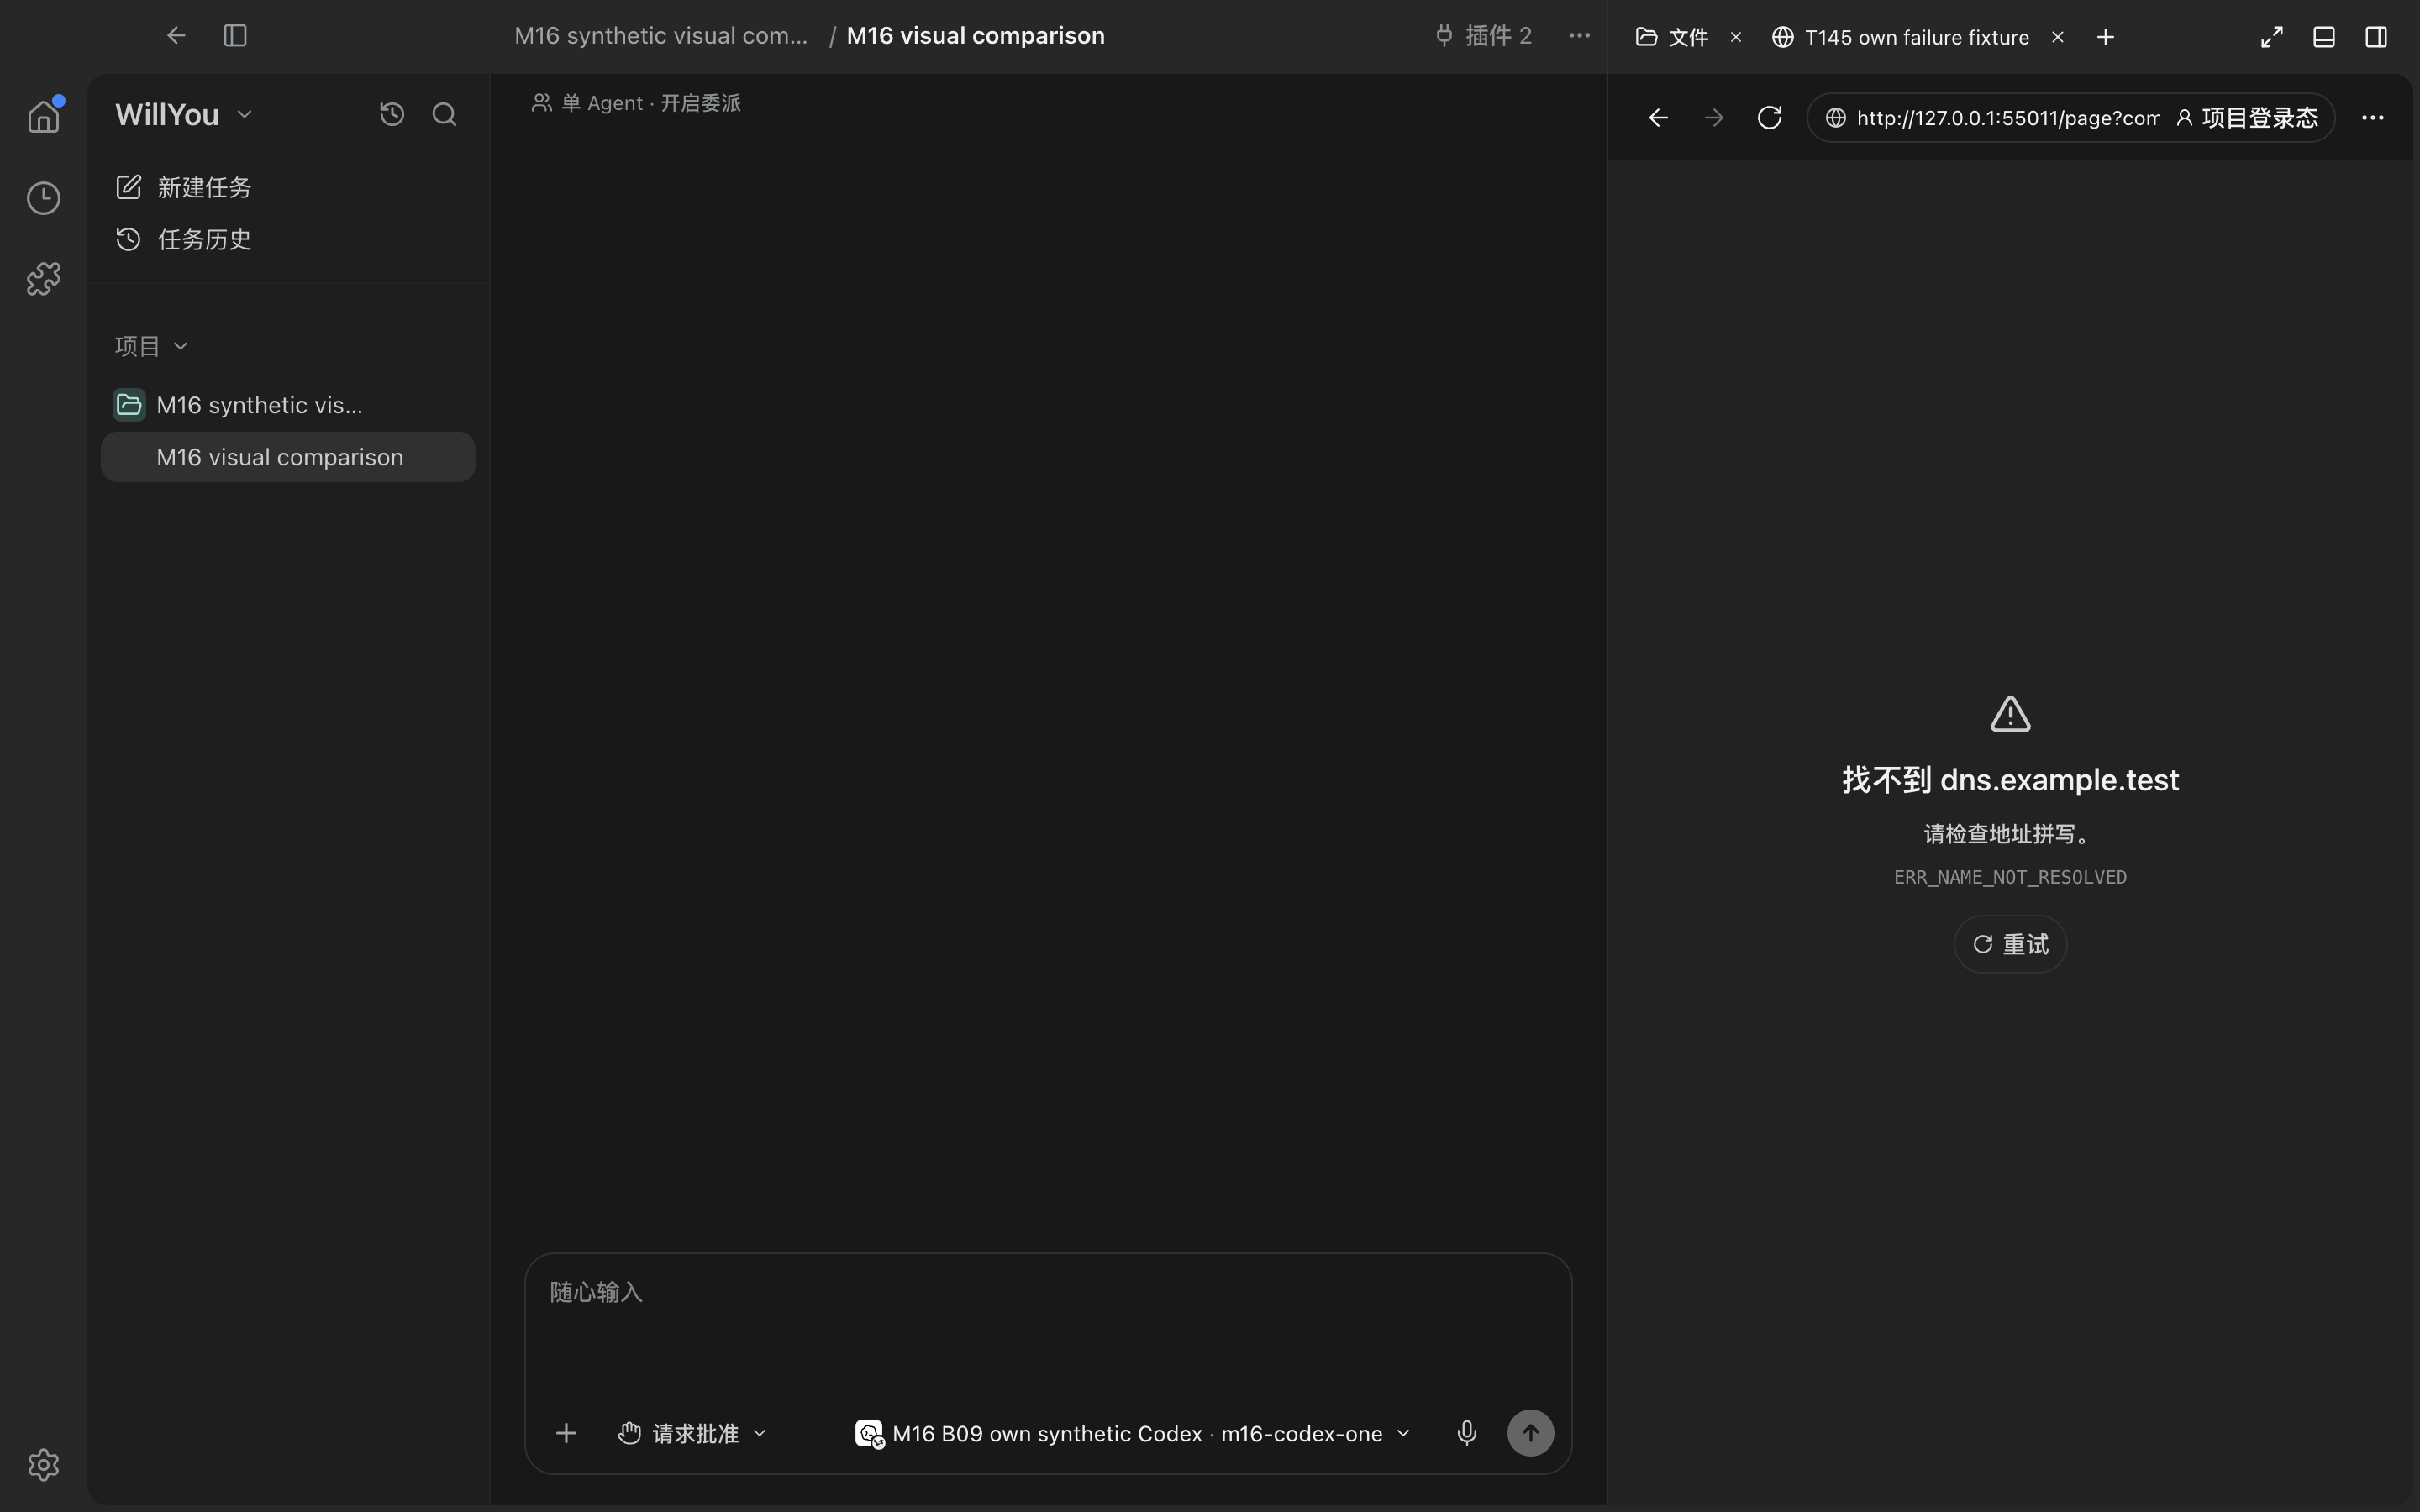 M16 synthetic visual com... / M16 visual comparison
插件 2
文件
T145 own failure fixture
WillYou
新建任务
任务历史
项目
M16 synthetic vis...
M16 visual comparison
单 Agent · 开启委派
随心输入
请求批准
M16 B09 own synthetic Codex · m16-codex-one
http://127.0.0.1:55011/page?com
项目登录态
找不到 dns.example.test
请检查地址拼写。
ERR_NAME_NOT_RESOLVED
重试